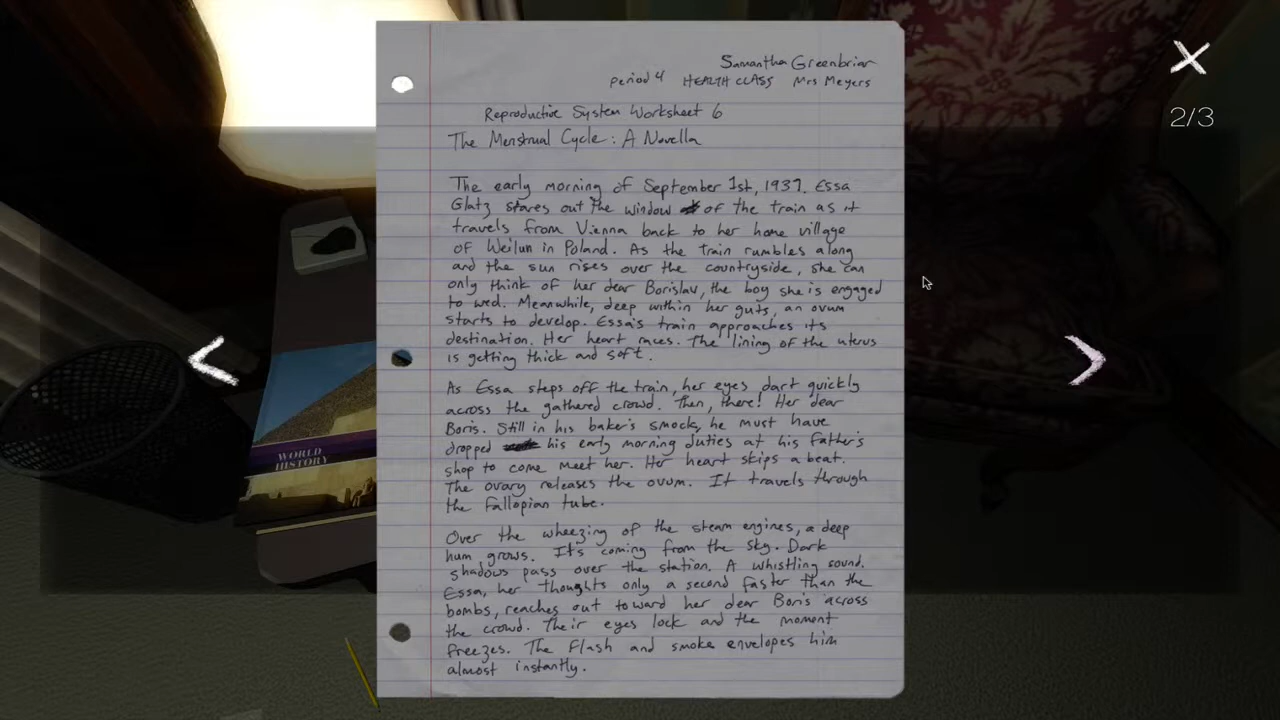 Samantha Greenbriar
period 4 HEALTH CLASS Mrs Meyers
Reproductive System Worksheet 6
The Menstrual Cycle: A Novella
The early morning of September 1st, 1937. Essa
Glatz stares out the window of the train as it
travels from Vienna back to her home village
of Weilun in Poland. As the train rumbles along
and the sun rises over the countryside, she can
only think of her dear Borislav, the boy she is engaged
to wed. Meanwhile, deep within her guts, an ovum
starts to develop. Essa's train approaches its
destination. Her heart races. The lining of the uterus
is getting thick and soft.
As Essa steps off the train, her eyes dart quickly
across the gathered crowd. Then, there! Her dear
Boris. Still in his baker's smock, he must have
dropped his early morning duties at his father's
shop to come meet her. Her heart skips a beat.
The ovary releases the ovum. It travels through
the fallopian tube.
Over the wheezing of the steam engines, a deep
hum grows. It's coming from the sky. Dark
shadows pass over the station. A whistling sound.
Essa, her thoughts only a second faster than the
bombs, reaches out toward her dear Boris across
the crowd. Their eyes lock and the moment
freezes. The flash and smoke envelopes him
almost instantly.
2/3
WORLD
HISTORY